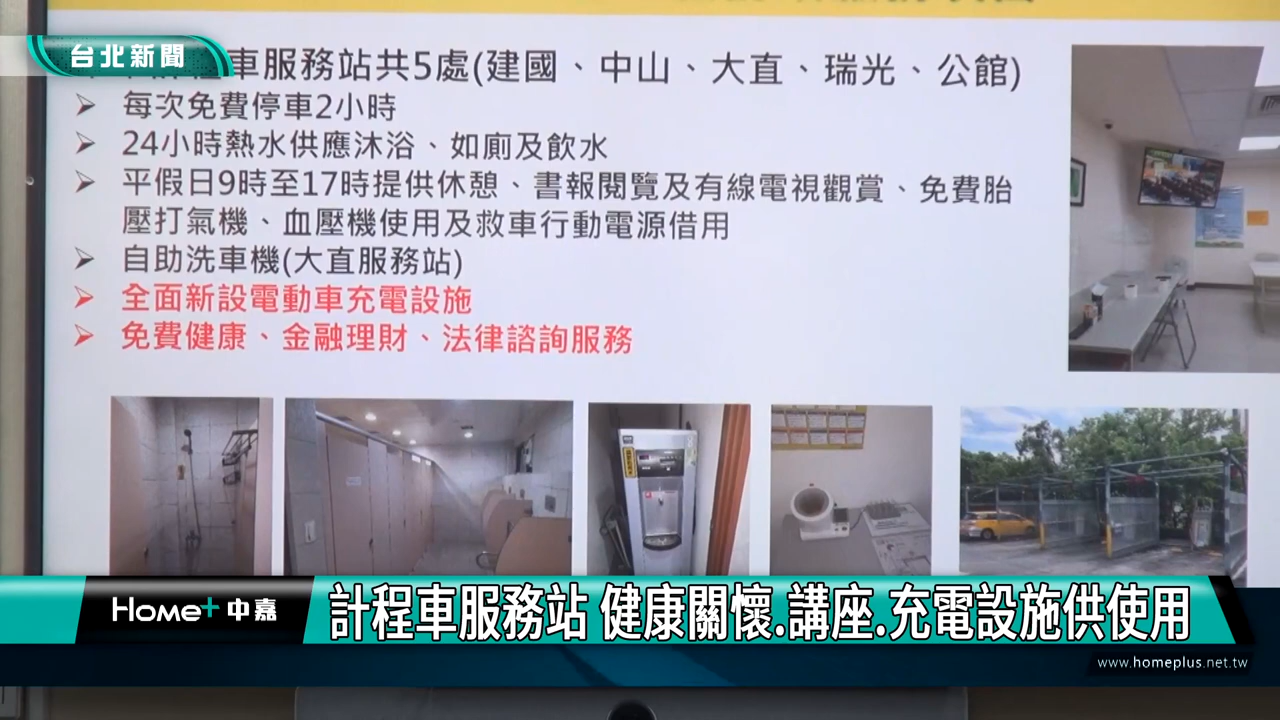 台北新聞
車服務站共5處(建國、中山、大直、瑞光、公館)
➢ 每次免費停車2小時
➢ 24小時熱水供應沐浴、如廁及飲水
➢ 平假日9時至17時提供休憩、書報閱覽及有線電視觀賞、免費胎
壓打氣機、血壓機使用及救車行動電源借用
➢ 自助洗車機(大直服務站)
➢ 全面新設電動車充電設施
➢ 免費健康、金融理財、法律諮詢服務
Home+ 中嘉
計程車服務站 健康關懷.講座.充電設施供使用
www.homeplus.net.tw